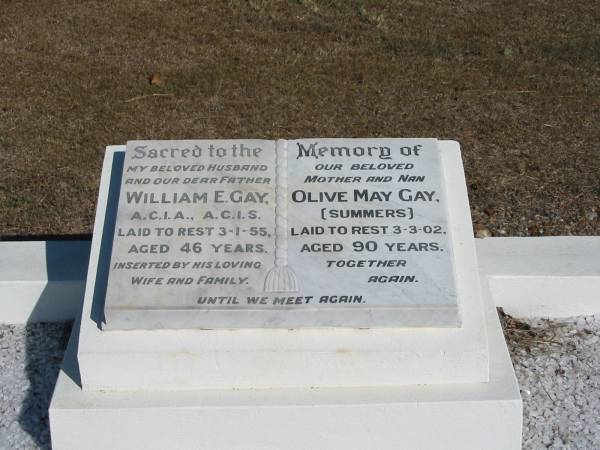 Sacred to the Memory of
MY BELOVED HUSBAND
AND OUR DEAR FATHER
WILLIAM E. GAY,
A.C.I.A., A.C.I.S.
LAID TO REST 3-1-55,
AGED 46 YEARS.
INSERTED BY HIS LOVING
WIFE AND FAMILY.
OUR BELOVED
MOTHER AND NAN
OLIVE MAY GAY,
[SUMMERS]
LAID TO REST 3-3-02,
AGED 90 YEARS.
TOGETHER
AGAIN.
UNTIL WE MEET AGAIN.